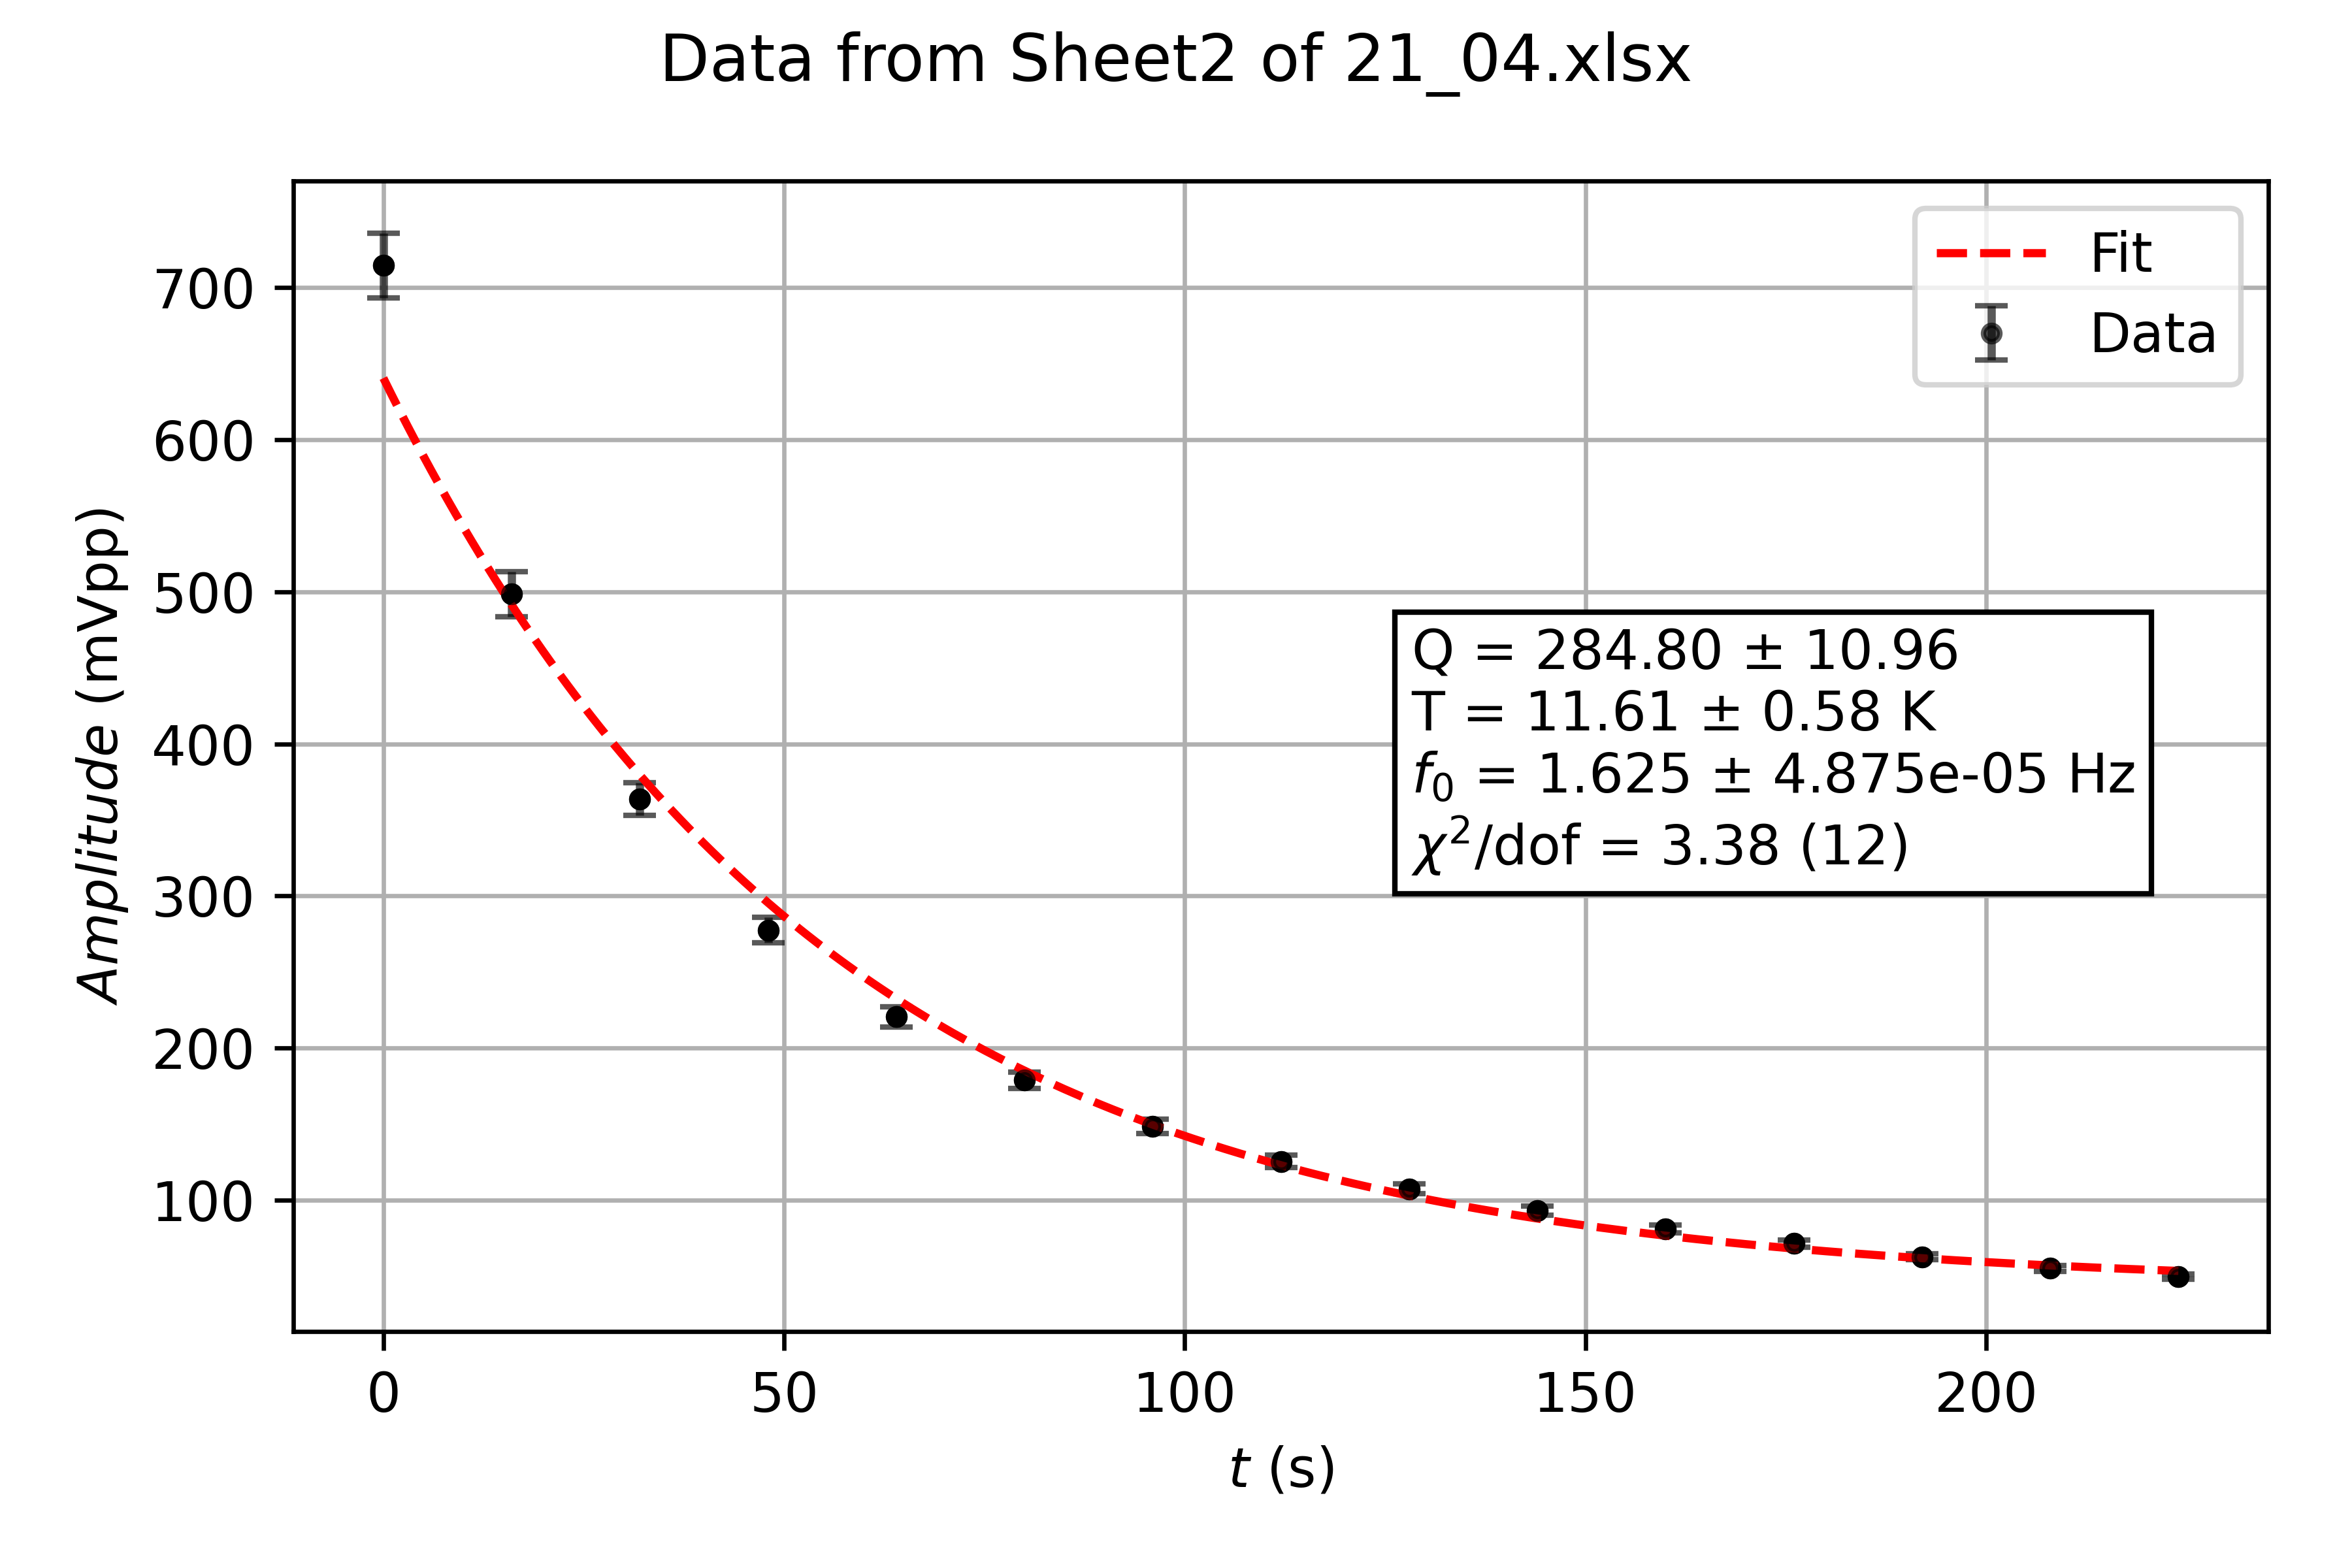 Data from Sheet2 of 21_04.xlsx
Amplitude (mVpp)
700
600
500
400
300
200
100
Fit
Data
Q = 284.80 ± 10.96
T = 11.61 ± 0.58 K
f₀ = 1.625 ± 4.875e-05 Hz
χ²/dof = 3.38 (12)
0 50 100 150 200
t (s)